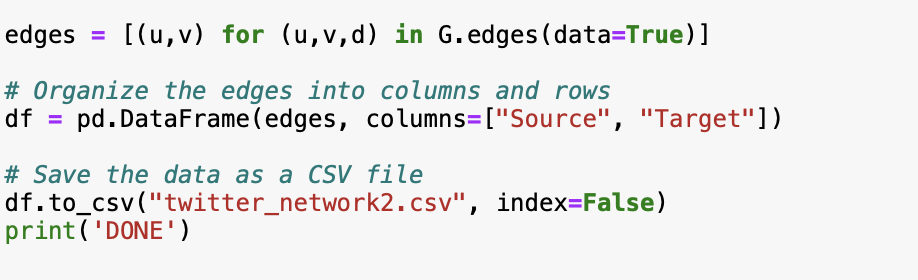 edges = [(u,v) for (u,v,d) in G.edges(data=True)]
# Organize the edges into columns and rows
df = pd.DataFrame(edges, columns=["Source", "Target"])
# Save the data as a CSV file
df.to_csv("twitter_network2.csv", index=False)
print('DONE')